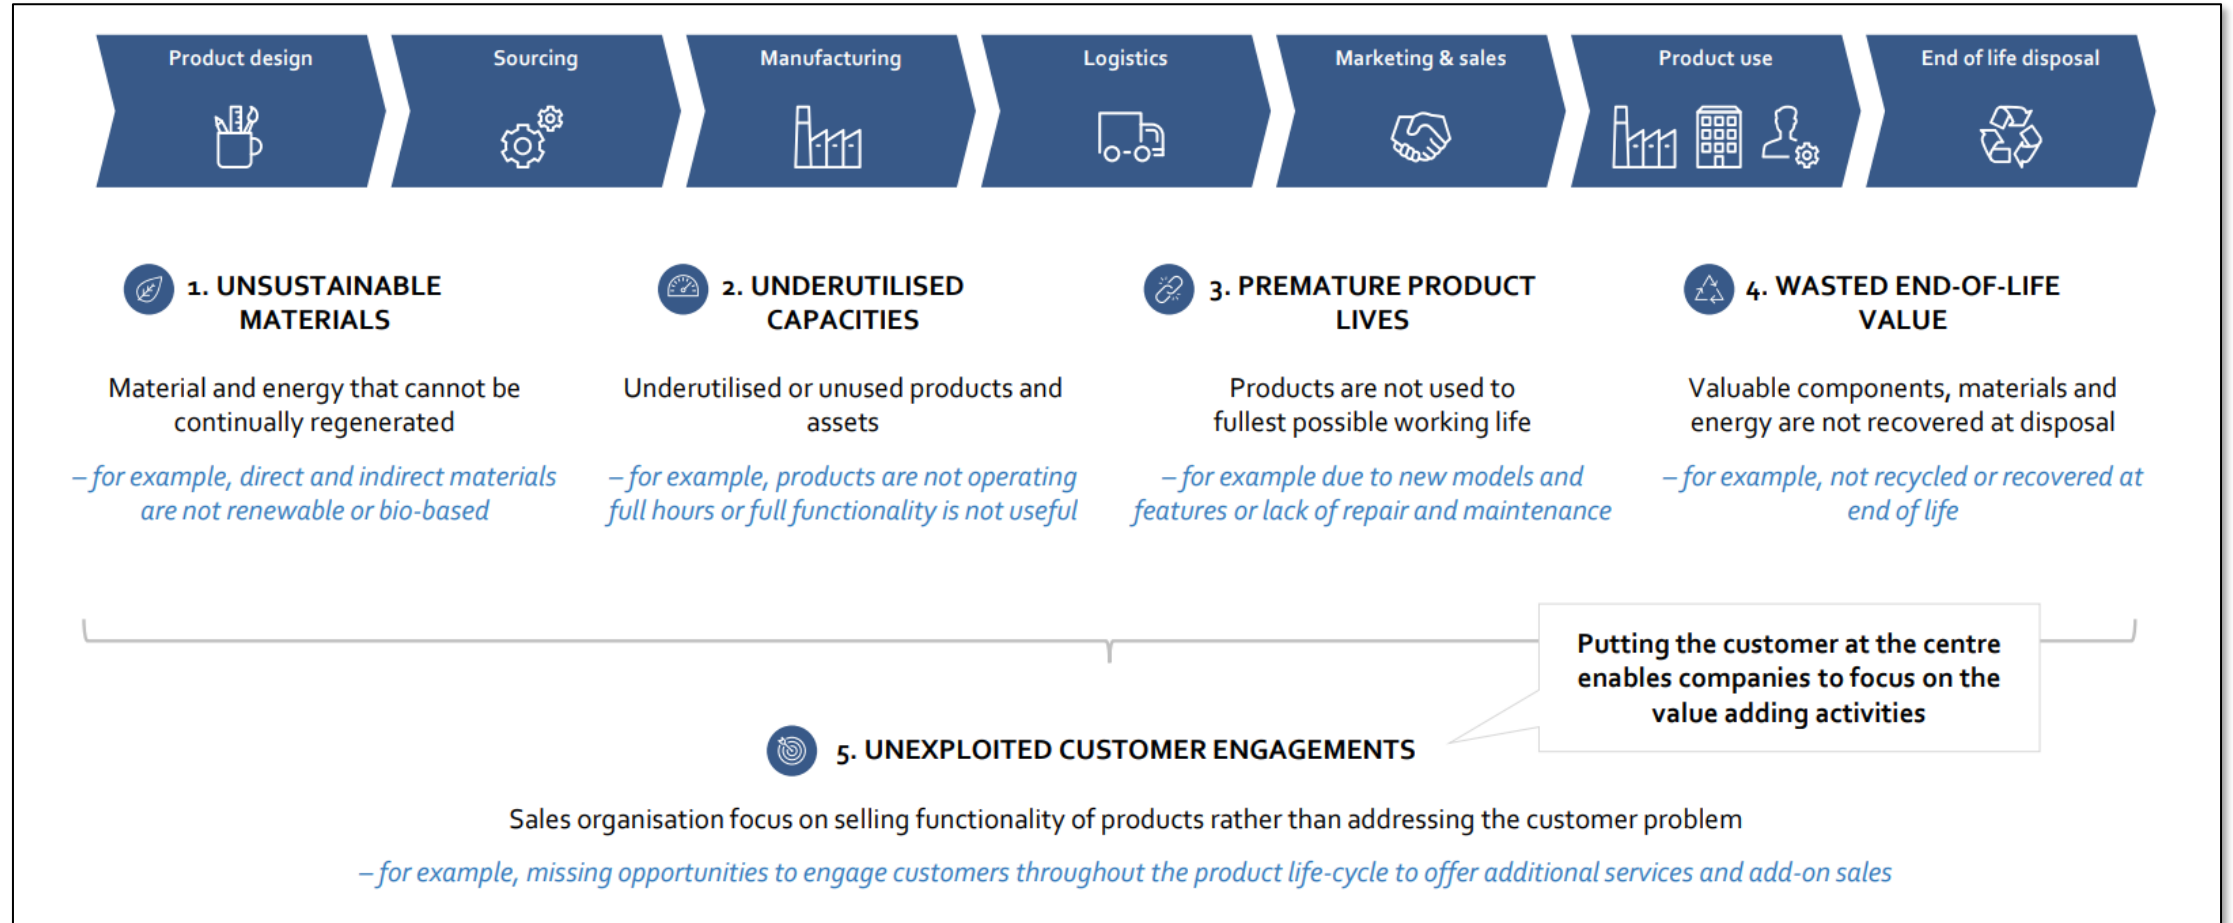 Product design
Sourcing
Manufacturing
Logistics
Marketing & sales
Product use
End of life disposal
1. UNSUSTAINABLE
MATERIALS
Material and energy that cannot be
continually regenerated
– for example, direct and indirect materials
are not renewable or bio-based
2. UNDERUTILISED
CAPACITIES
Underutilised or unused products and
assets
– for example, products are not operating
full hours or full functionality is not useful
3. PREMATURE PRODUCT
LIVES
Products are not used to
fullest possible working life
– for example due to new models and
features or lack of repair and maintenance
4. WASTED END-OF-LIFE
VALUE
Valuable components, materials and
energy are not recovered at disposal
– for example, not recycled or recovered at
end of life
Putting the customer at the centre
enables companies to focus on the
value adding activities
5. UNEXPLOITED CUSTOMER ENGAGEMENTS
Sales organisation focus on selling functionality of products rather than addressing the customer problem
– for example, missing opportunities to engage customers throughout the product life-cycle to offer additional services and add-on sales